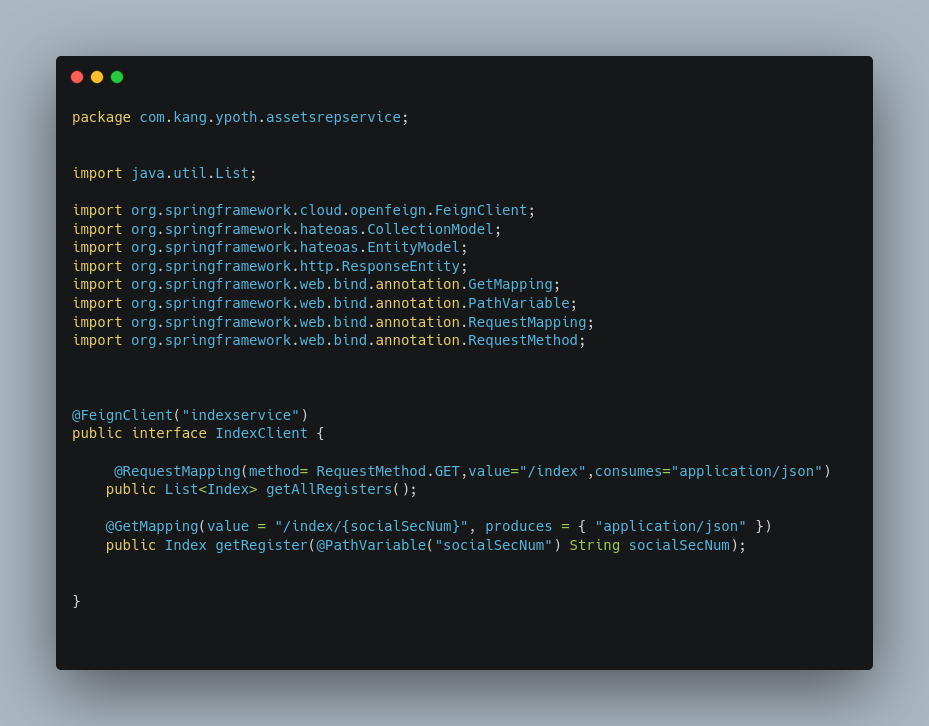 package com.kang.ypoth.assetsrepservice;
import java.util.List;
import org.springframework.cloud.openfeign.FeignClient;
import org.springframework.hateoas.CollectionModel;
import org.springframework.hateoas.EntityModel;
import org.springframework.http.ResponseEntity;
import org.springframework.web.bind.annotation.GetMapping;
import org.springframework.web.bind.annotation.PathVariable;
import org.springframework.web.bind.annotation.RequestMapping;
import org.springframework.web.bind.annotation.RequestMethod;
@FeignClient("indexservice")
public interface IndexClient {
     @RequestMapping(method= RequestMethod.GET,value="/index",consumes="application/json")
    public List<Index> getAllRegisters();
    @GetMapping(value = "/index/{socialSecNum}", produces = { "application/json" })
    public Index getRegister(@PathVariable("socialSecNum") String socialSecNum);
}